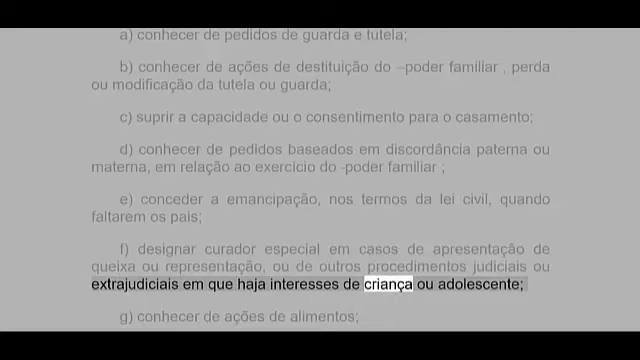 a) conhecer de pedidos de guarda e tutela;
b) conhecer de ações de destituição do –poder familiar , perda
ou modificação da tutela ou guarda;
c) suprir a capacidade ou o consentimento para o casamento;
d) conhecer de pedidos baseados em discordância paterna ou
materna, em relação ao exercício do -poder familiar ;
e) conceder a emancipação, nos termos da lei civil, quando
faltarem os pais;
f) designar curador especial em casos de apresentação de
queixa ou representação, ou de outros procedimentos judiciais ou
extrajudiciais em que haja interesses de criança ou adolescente;
g) conhecer de ações de alimentos;